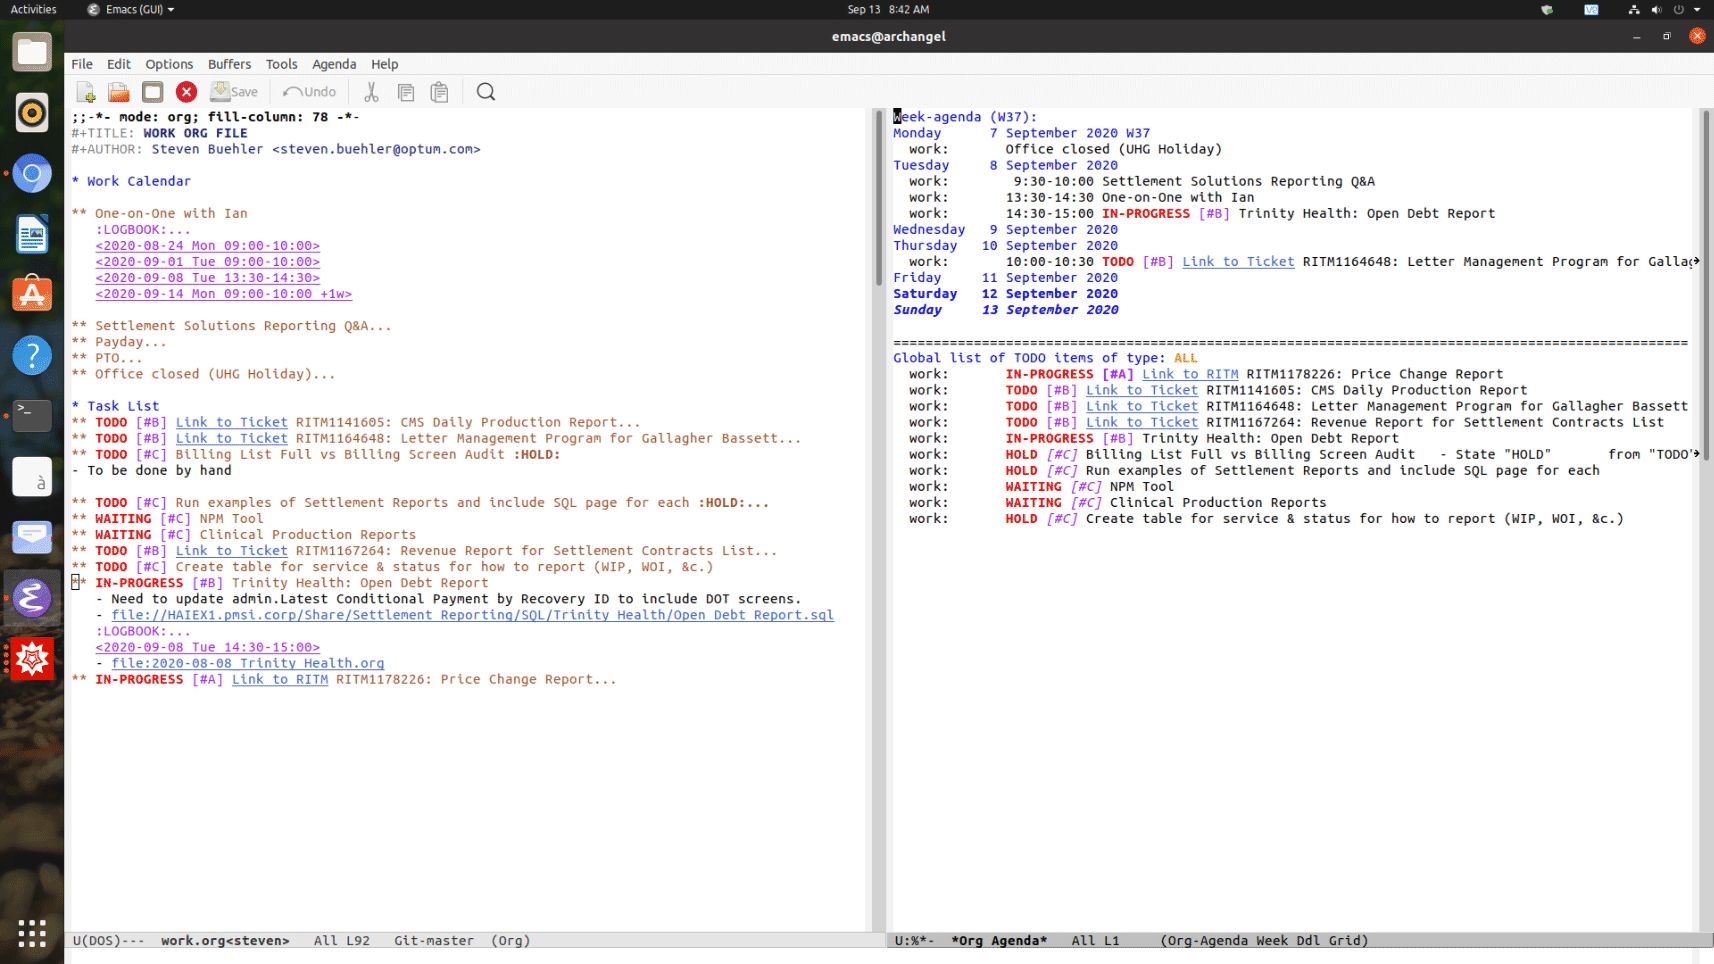 Activities
Emacs (GUI)
Sep 13 8:42 AM
emacs@archangel
File Edit Options Buffers Tools Agenda Help
Save Undo
;;-*- mode: org; fill-column: 78 -*-
#+TITLE: WORK ORG FILE
#+AUTHOR: Steven Buehler <steven.buehler@optum.com>
* Work Calendar
** One-on-One with Ian
:LOGBOOK:...
<2020-08-24 Mon 09:00-10:00>
<2020-09-01 Tue 09:00-10:00>
<2020-09-08 Tue 13:30-14:30>
<2020-09-14 Mon 09:00-10:00 +1w>
** Settlement Solutions Reporting Q&A...
** Payday...
** PTO...
** Office closed (UHG Holiday)...
* Task List
** TODO [#B] Link to Ticket RITM1141605: CMS Daily Production Report...
** TODO [#B] Link to Ticket RITM1164648: Letter Management Program for Gallagher Bassett...
** TODO [#C] Billing List Full vs Billing Screen Audit :HOLD:
- To be done by hand
** TODO [#C] Run examples of Settlement Reports and include SQL page for each :HOLD:...
** WAITING [#C] NPM Tool
** WAITING [#C] Clinical Production Reports
** TODO [#B] Link to Ticket RITM1167264: Revenue Report for Settlement Contracts List...
** TODO [#C] Create table for service & status for how to report (WIP, WOI, &c.)
** IN-PROGRESS [#B] Trinity Health: Open Debt Report
- Need to update admin.Latest Conditional Payment by Recovery ID to include DOT screens.
- file://HAIEX1.pmsi.corp/Share/Settlement Reporting/SQL/Trinity Health/Open Debt Report.sql
:LOGBOOK:...
<2020-09-08 Tue 14:30-15:00>
- file:2020-08-08 Trinity Health.org
** IN-PROGRESS [#A] Link to RITM RITM1178226: Price Change Report...
U(DOS)--- work.org<steven> All L92 Git-master (Org)
Week-agenda (W37):
Monday 7 September 2020 W37
work: Office closed (UHG Holiday)
Tuesday 8 September 2020
work: 9:30-10:00 Settlement Solutions Reporting Q&A
work: 13:30-14:30 One-on-One with Ian
work: 14:30-15:00 IN-PROGRESS [#B] Trinity Health: Open Debt Report
Wednesday 9 September 2020
Thursday 10 September 2020
work: 10:00-10:30 TODO [#B] Link to Ticket RITM1164648: Letter Management Program for Gallag
Friday 11 September 2020
Saturday 12 September 2020
Sunday 13 September 2020
===================================================================================================
Global list of TODO items of type: ALL
work: IN-PROGRESS [#A] Link to RITM RITM1178226: Price Change Report
work: TODO [#B] Link to Ticket RITM1141605: CMS Daily Production Report
work: TODO [#B] Link to Ticket RITM1164648: Letter Management Program for Gallagher Bassett
work: TODO [#B] Link to Ticket RITM1167264: Revenue Report for Settlement Contracts List
work: IN-PROGRESS [#B] Trinity Health: Open Debt Report
work: HOLD [#C] Billing List Full vs Billing Screen Audit - State "HOLD" from "TODO"
work: HOLD [#C] Run examples of Settlement Reports and include SQL page for each
work: WAITING [#C] NPM Tool
work: WAITING [#C] Clinical Production Reports
work: HOLD [#C] Create table for service & status for how to report (WIP, WOI, &c.)
U:%*- *Org Agenda* All L1 (Org-Agenda Week Ddl Grid)